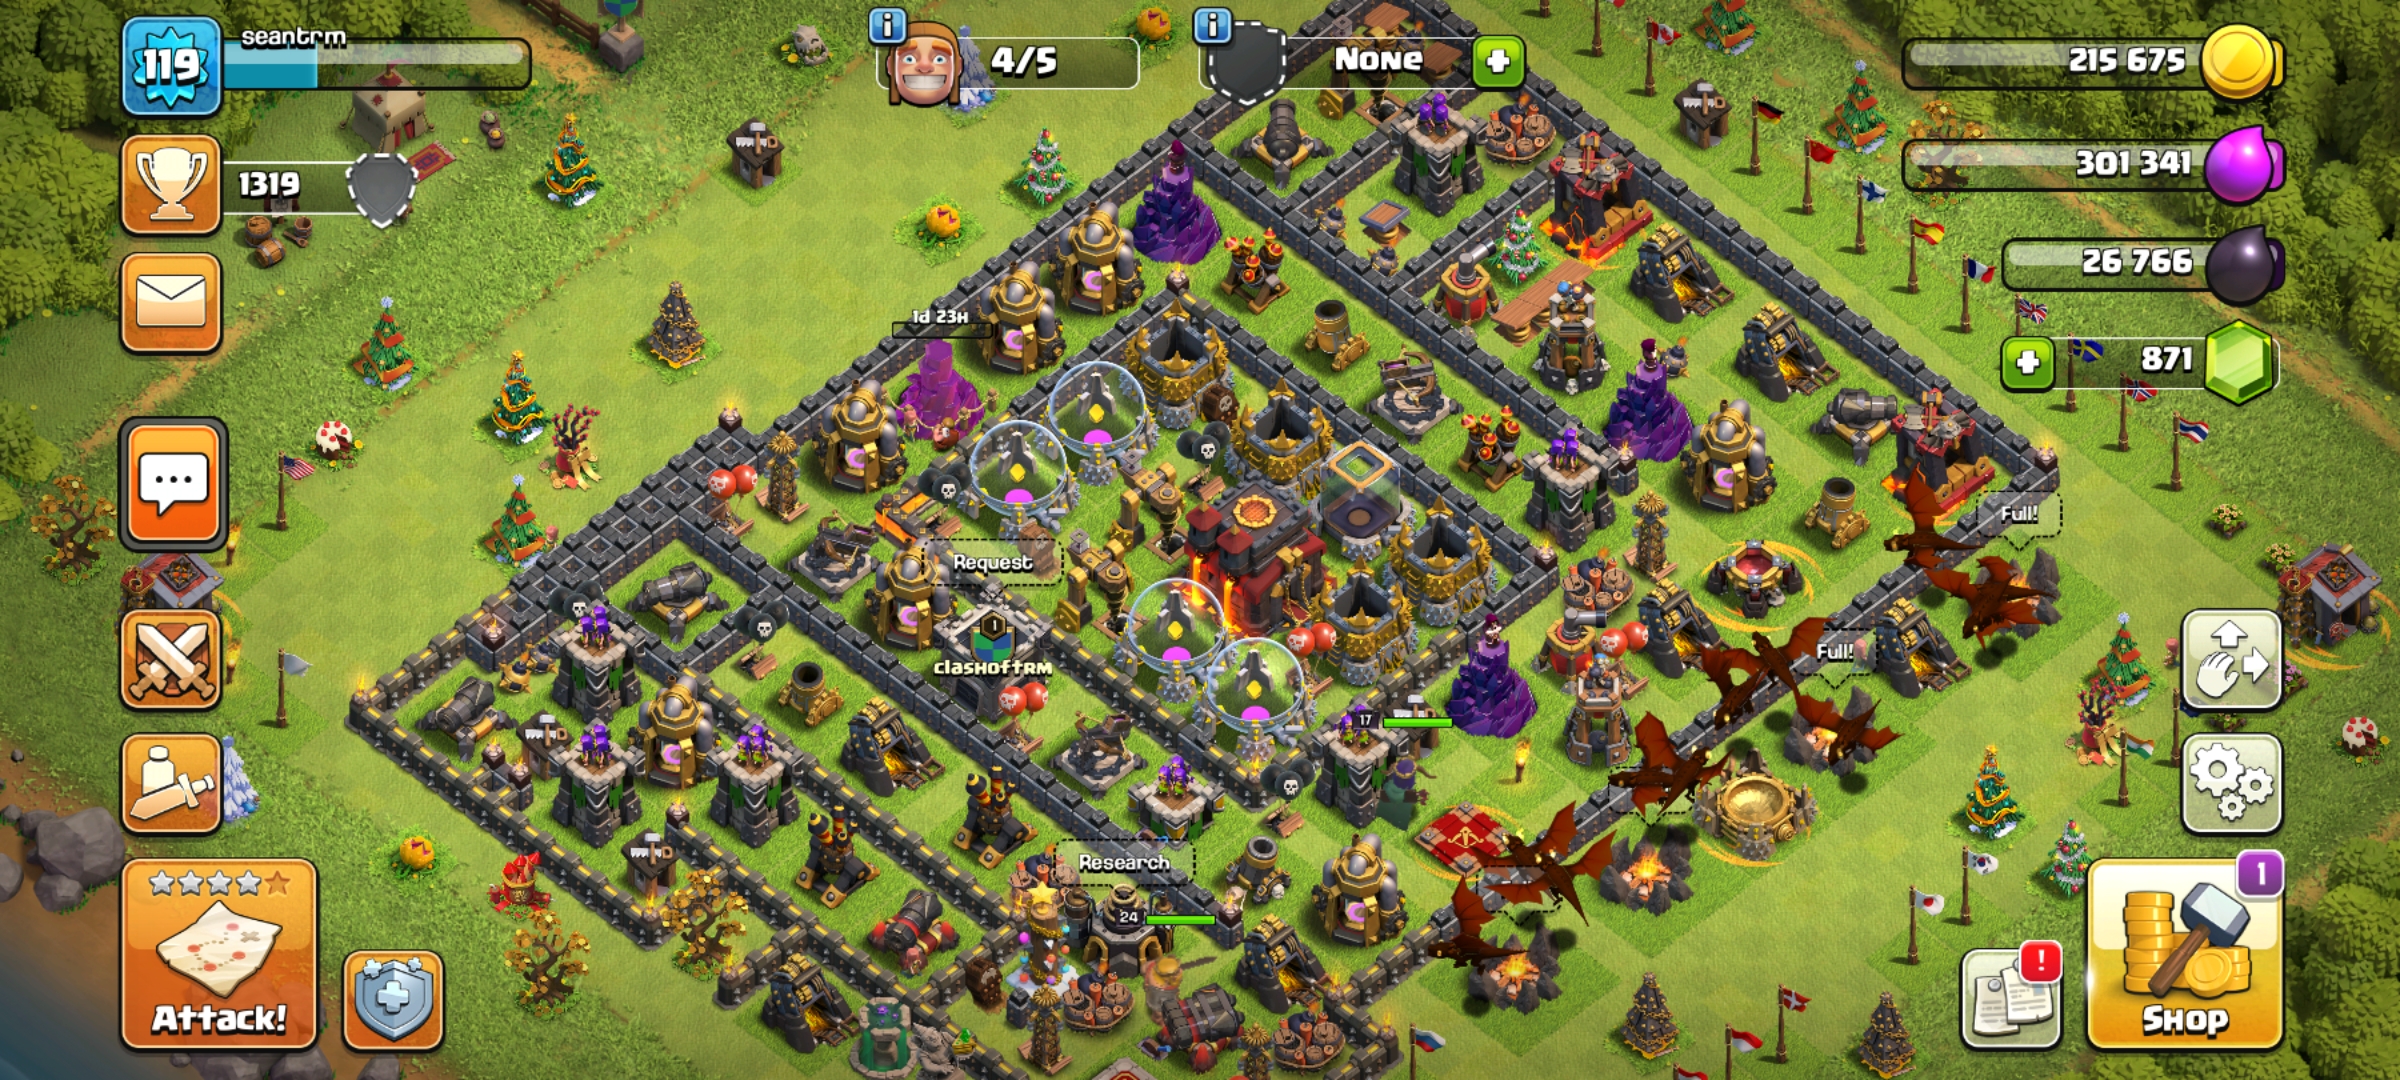 119
seantrm
4/5
None
215 675
1319
301 341
26 766
871
1d 23H
Full!
Request
1
clashoftrm
Full!
17
Research
24
Attack!
1
!
Shop